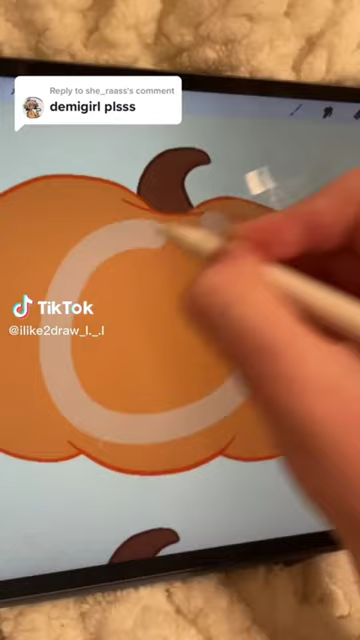 Reply to she_raass's comment
demigirl plsss
TikTok
@ilike2draw_l._.l